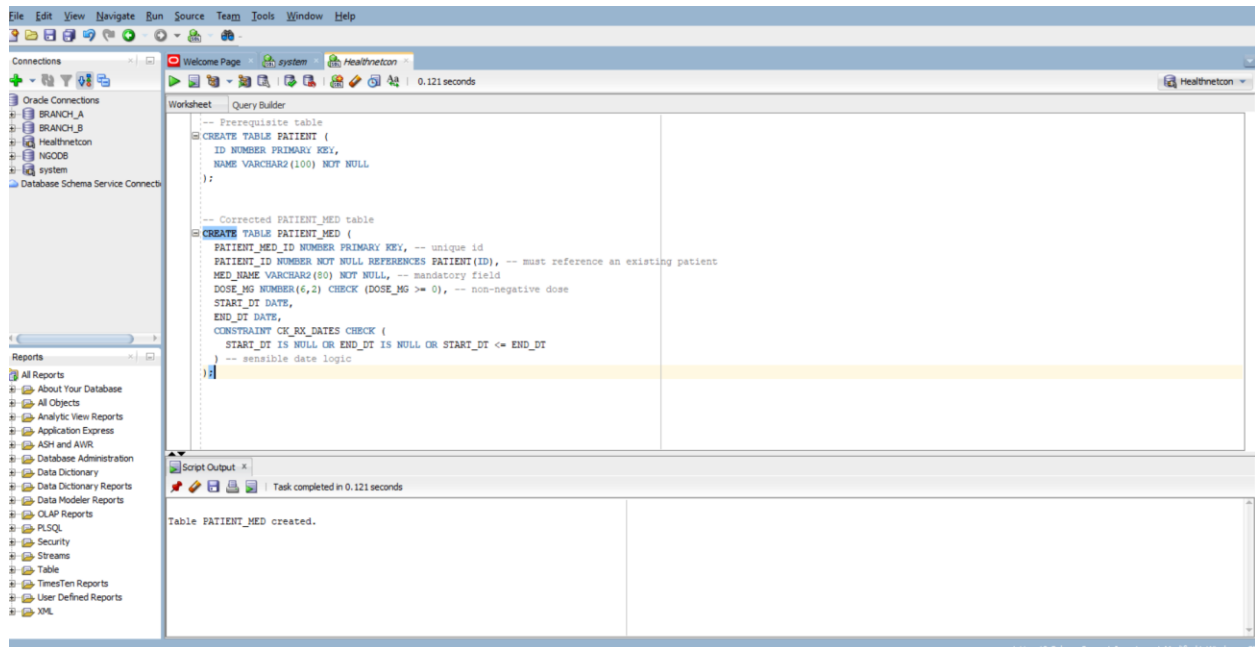 File Edit View Navigate Run Source Team Tools Window Help
Connections
Welcome Page system Healthnetcon
0.121 seconds
Healthnetcon
Oracle Connections
BRANCH_A
BRANCH_B
Healthnetcon
NGODB
system
Database Schema Service Connecti
Worksheet Query Builder
-- Prerequisite table
CREATE TABLE PATIENT (
ID NUMBER PRIMARY KEY,
NAME VARCHAR2(100) NOT NULL
);
-- Corrected PATIENT_MED table
CREATE TABLE PATIENT_MED (
PATIENT_MED_ID NUMBER PRIMARY KEY, -- unique id
PATIENT_ID NUMBER NOT NULL REFERENCES PATIENT(ID), -- must reference an existing patient
MED_NAME VARCHAR2(80) NOT NULL, -- mandatory field
DOSE_MG NUMBER(6,2) CHECK (DOSE_MG >= 0), -- non-negative dose
START_DT DATE,
END_DT DATE,
CONSTRAINT CK_RX_DATES CHECK (
START_DT IS NULL OR END_DT IS NULL OR START_DT <= END_DT
) -- sensible date logic
);
Reports
All Reports
About Your Database
All Objects
Analytic View Reports
Application Express
ASH and AWR
Database Administration
Data Dictionary
Data Dictionary Reports
Data Modeler Reports
OLAP Reports
PLSQL
Security
Streams
Table
TimesTen Reports
User Defined Reports
XML
Script Output
Task completed in 0.121 seconds
Table PATIENT_MED created.